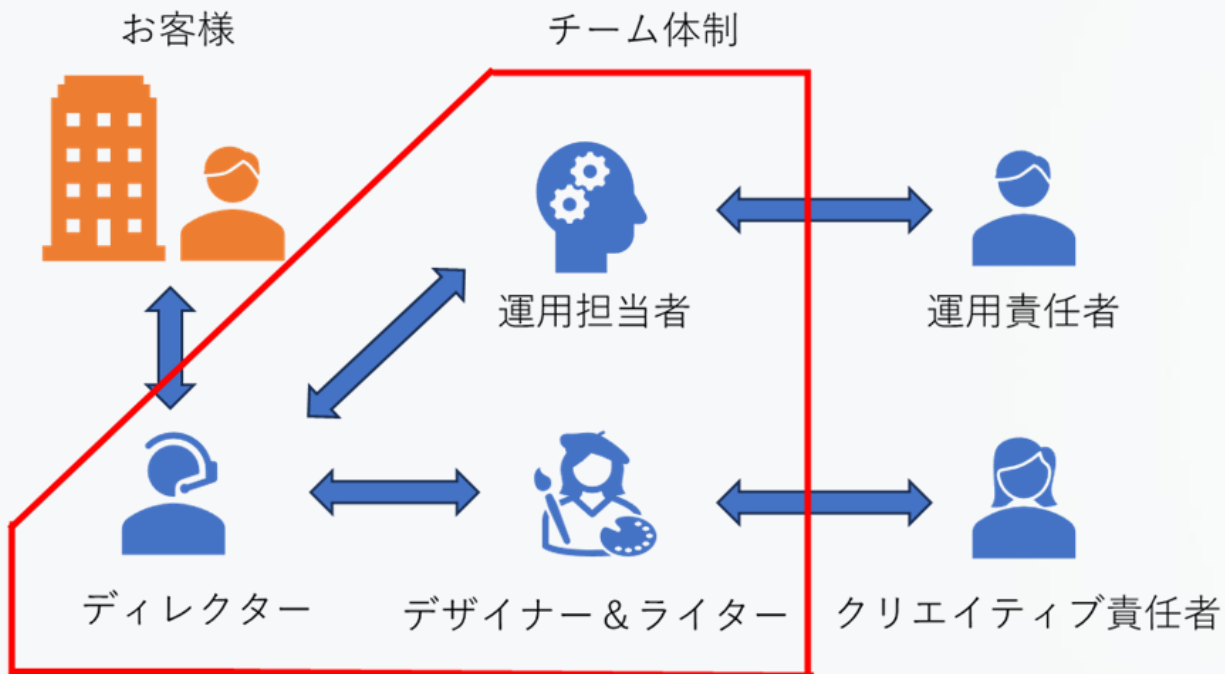 お客様
チーム体制
運用担当者
運用責任者
ディレクター
デザイナー＆ライター
クリエイティブ責任者